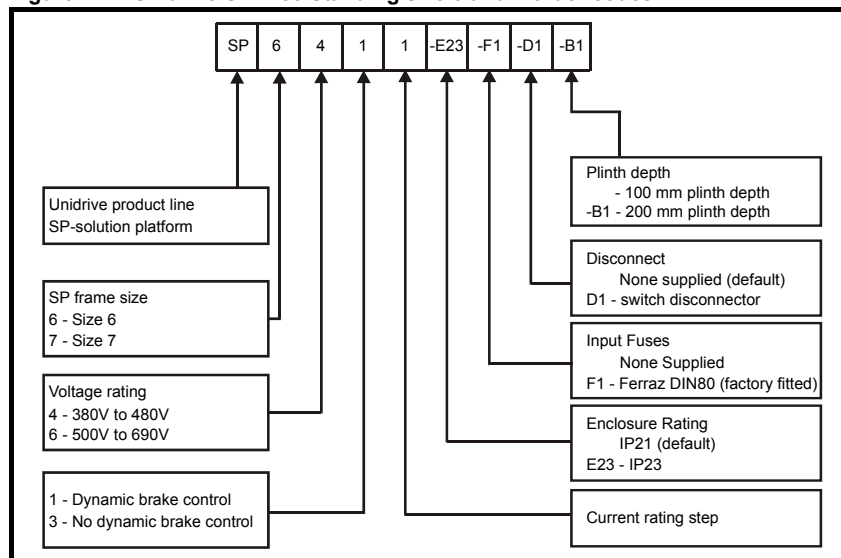 SP 6 4 1 1 -E23 -F1 -D1 -B1
Unidrive product line
SP-solution platform
SP frame size
6 - Size 6
7 - Size 7
Voltage rating
4 - 380V to 480V
6 - 500V to 690V
1 - Dynamic brake control
3 - No dynamic brake control
Plinth depth
- 100 mm plinth depth
-B1 - 200 mm plinth depth
Disconnect
None supplied (default)
D1 - switch disconnector
Input Fuses
None Supplied
F1 - Ferraz DIN80 (factory fitted)
Enclosure Rating
IP21 (default)
E23 - IP23
Current rating step